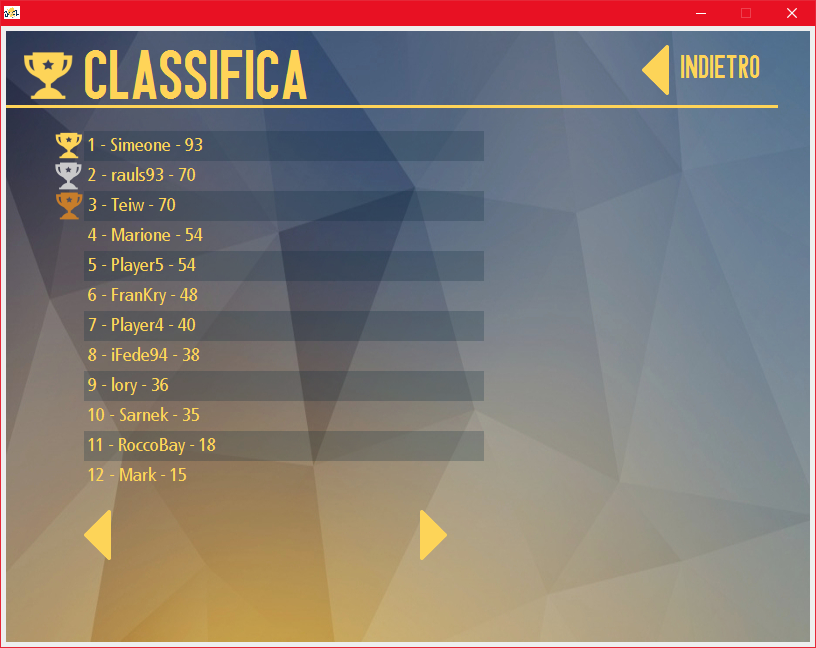 CLASSIFICA
INDIETRO
1 - Simeone - 93
2 - rauls93 - 70
3 - Teiw - 70
4 - Marione - 54
5 - Player5 - 54
6 - FranKry - 48
7 - Player4 - 40
8 - iFede94 - 38
9 - lory - 36
10 - Sarnek - 35
11 - RoccoBay - 18
12 - Mark - 15